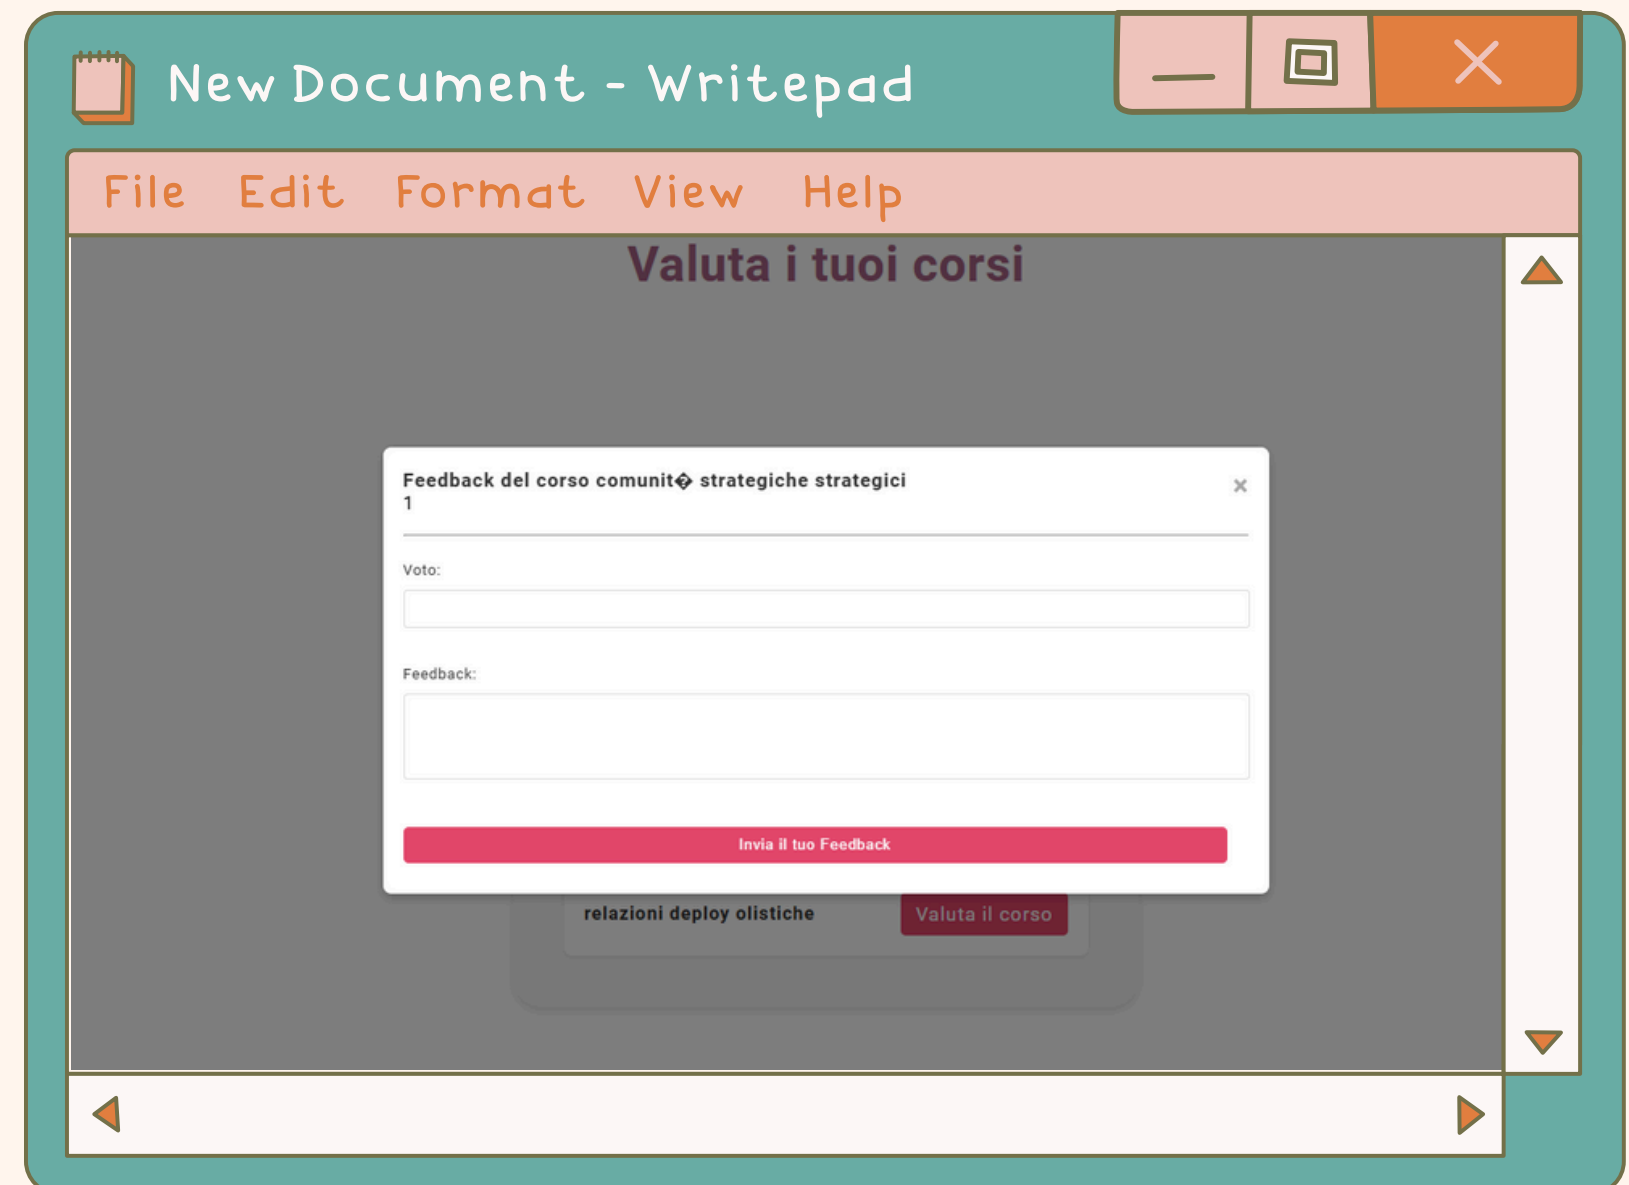 New Document - Writepad
File Edit Format View Help
Valuta i tuoi corsi
Feedback del corso comunit� strategiche strategici
1
Voto:
Feedback:
Invia il tuo Feedback
relazioni deploy olistiche Valuta il corso